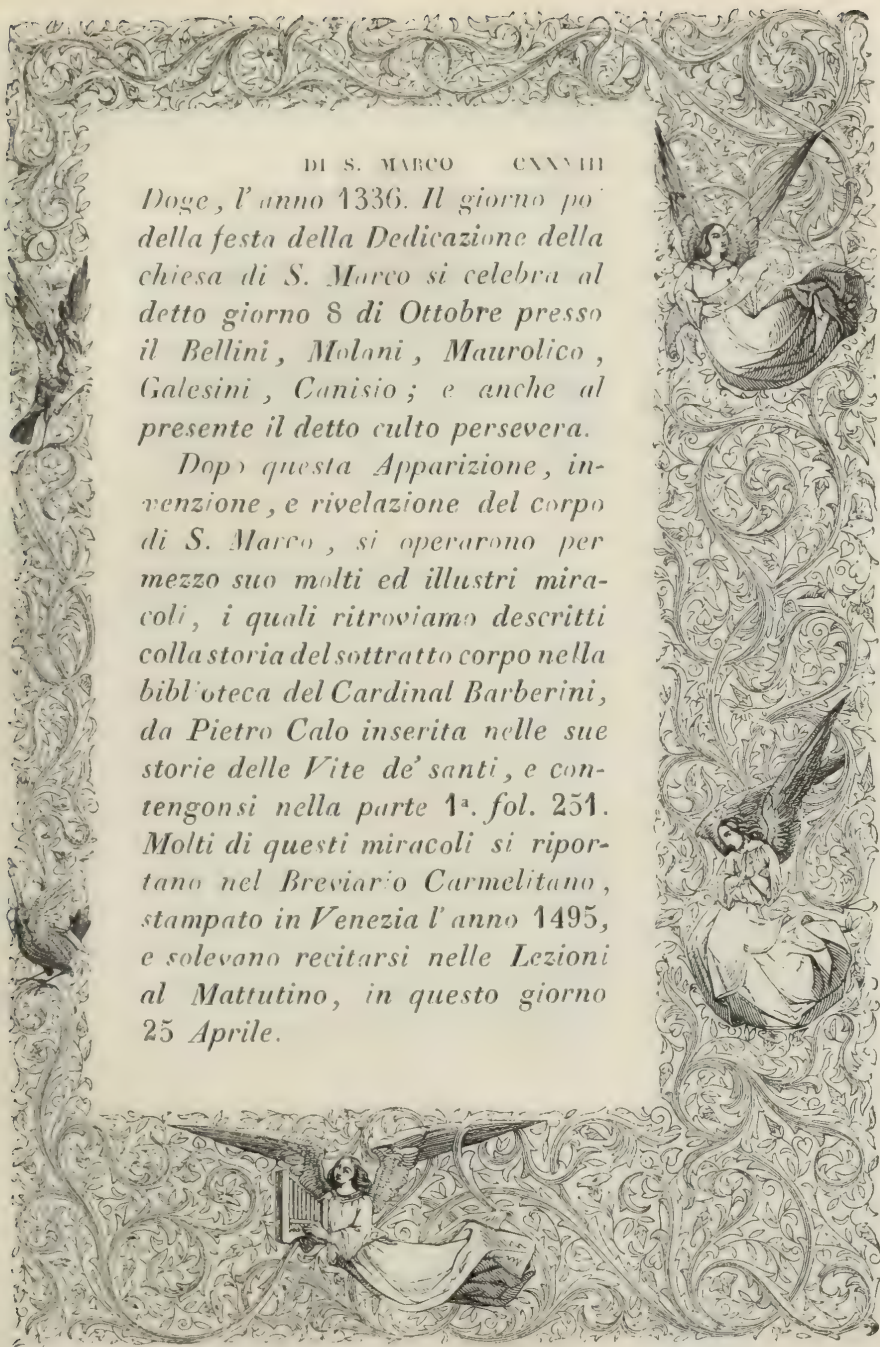 DI S. MARCO CXXVIII
Doge, l'anno 1336. Il giorno po
della festa della Dedicazione della
chiesa di S. Marco si celebra al
detto giorno 8 di Ottobre presso
il Bellini, Molani, Maurolico,
Galesini, Canisio; e anche al
presente il detto culto persevera.
Dopo questa Apparizione, in-
venzione, e rivelazione del corpo
di S. Marco, si operarono per
mezzo suo molti ed illustri mira-
coli, i quali ritroviamo descritti
colla storia del sottratto corpo nella
biblioteca del Cardinal Barberini,
da Pietro Calo inserita nelle sue
storie delle Vite de' santi, e con-
tengonsi nella parte 1ª. fol. 251.
Molti di questi miracoli si ripor-
tano nel Breviario Carmelitano,
stampato in Venezia l'anno 1495,
e solevano recitarsi nelle Lezioni
al Mattutino, in questo giorno
25 Aprile.